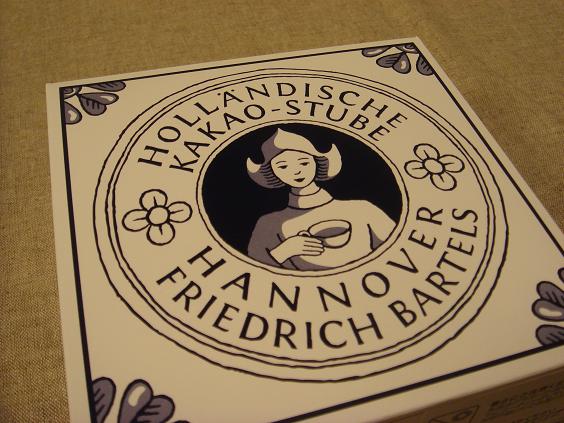 HOLLÄNDISCHE
KAKAO-STUBE
HANNOVER
FRIEDRICH BARTELS